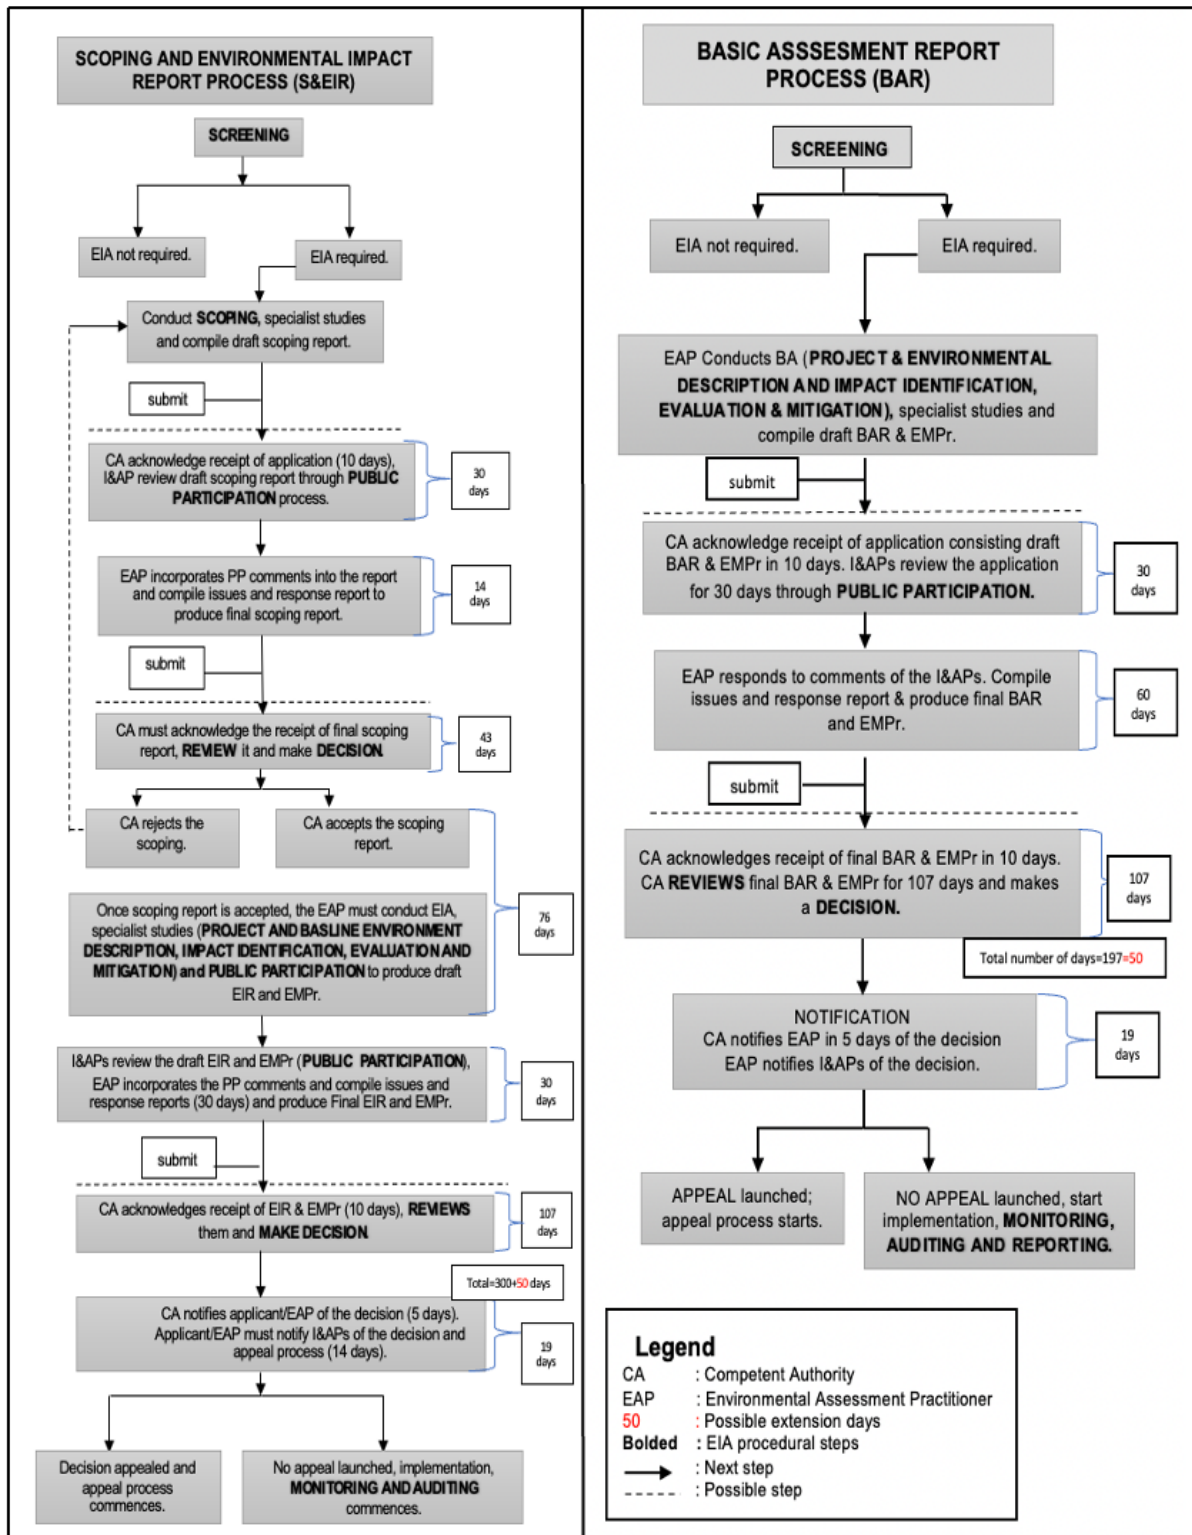 SCOPING AND ENVIRONMENTAL IMPACT
REPORT PROCESS (S&EIR)
SCREENING
EIA not required.
EIA required.
Conduct SCOPING, specialist studies
and compile draft scoping report.
submit
CA acknowledge receipt of application (10 days),
I&AP review draft scoping report through PUBLIC
PARTICIPATION process.
30
days
EAP incorporates PP comments into the report
and compile issues and response report to
produce final scoping report.
14
days
submit
CA must acknowledge the receipt of final scoping
report, REVIEW it and make DECISION.
43
days
CA rejects the
scoping.
CA accepts the scoping
report.
Once scoping report is accepted, the EAP must conduct EIA,
specialist studies (PROJECT AND BASLINE ENVIRONMENT
DESCRIPTION, IMPACT IDENTIFICATION, EVALUATION AND
MITIGATION) and PUBLIC PARTICIPATION to produce draft
EIR and EMPr.
76
days
I&APs review the draft EIR and EMPr (PUBLIC PARTICIPATION),
EAP incorporates the PP comments and compile issues and
response reports (30 days) and produce Final EIR and EMPr.
30
days
submit
CA acknowledges receipt of EIR & EMPr (10 days), REVIEWS
them and MAKE DECISION.
107
days
Total=300+50 days
CA notifies applicant/EAP of the decision (5 days).
Applicant/EAP must notify I&APs of the decision and
appeal process (14 days).
19
days
Decision appealed and
appeal process
commences.
No appeal launched, implementation,
MONITORING AND AUDITING
commences.
BASIC ASSSESMENT REPORT
PROCESS (BAR)
SCREENING
EIA not required.
EIA required.
EAP Conducts BA (PROJECT & ENVIRONMENTAL
DESCRIPTION AND IMPACT IDENTIFICATION,
EVALUATION & MITIGATION), specialist studies and
compile draft BAR & EMPr.
submit
CA acknowledge receipt of application consisting draft
BAR & EMPr in 10 days. I&APs review the application
for 30 days through PUBLIC PARTICIPATION.
30
days
EAP responds to comments of the I&APs. Compile
issues and response report & produce final BAR
and EMPr.
60
days
submit
CA acknowledges receipt of final BAR & EMPr in 10 days.
CA REVIEWS final BAR & EMPr for 107 days and makes
a DECISION.
107
days
Total number of days=197=50
NOTIFICATION
CA notifies EAP in 5 days of the decision
EAP notifies I&APs of the decision.
19
days
APPEAL launched;
appeal process starts.
NO APPEAL launched, start
implementation, MONITORING,
AUDITING AND REPORTING.
Legend
CA : Competent Authority
EAP : Environmental Assessment Practitioner
50 : Possible extension days
Bolded : EIA procedural steps
: Next step
: Possible step